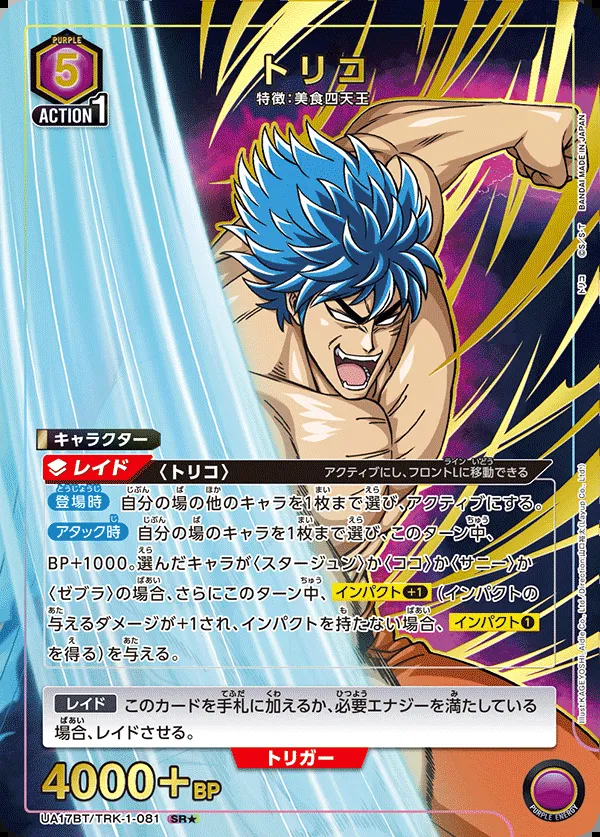 PURPLE
5
ACTION 1
トリコ
特徴:美食四天王
トリコ ©S/S・T BANDAI MADE IN JAPAN
キャラクター
レイド 〈トリコ〉 アクティブにし、フロントLに移動できる
登場時 自分の場の他のキャラを1枚まで選び、アクティブにする。
アタック時 自分の場のキャラを1枚まで選び、このターン中、
BP+1000。選んだキャラが〈スタージュン〉か〈ココ〉か〈サニー〉か
〈ゼブラ〉の場合、さらにこのターン中、インパクト+1(インパクトの
与えるダメージが+1され、インパクトを持たない場合、インパクト❶
を得る)を与える。
レイド このカードを手札に加えるか、必要エナジーを満たしている
場合、レイドさせる。
トリガー
4000+BP
UA17BT/TRK-1-081 SR★
PURPLE ENERGY